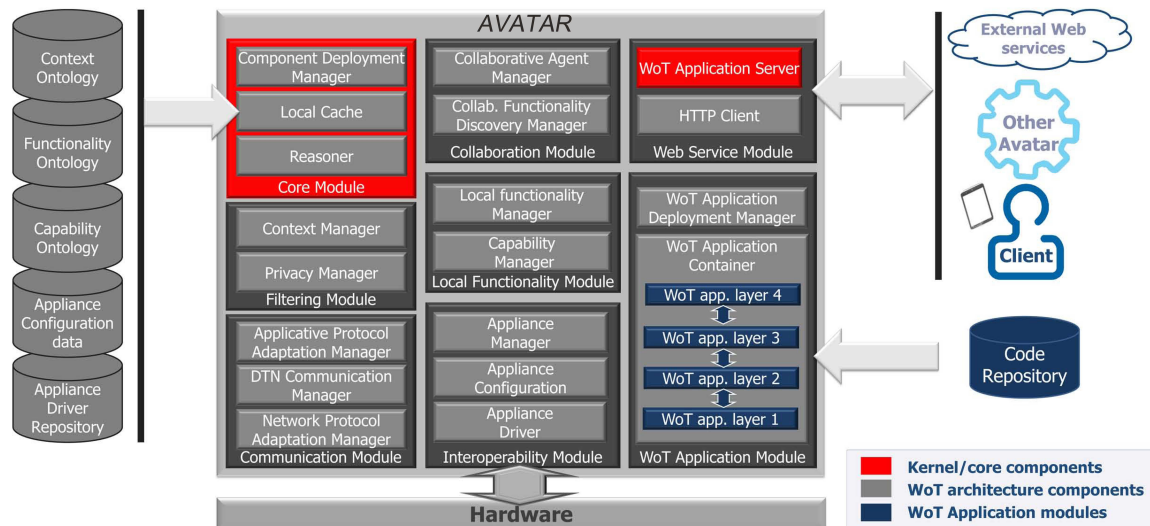 AVATAR
Context
Ontology
Functionality
Ontology
Capability
Ontology
Appliance
Configuration
data
Appliance
Driver
Repository
Component Deployment
Manager
Local Cache
Reasoner
Core Module
Context Manager
Privacy Manager
Filtering Module
Applicative Protocol
Adaptation Manager
DTN Communication
Manager
Network Protocol
Adaptation Manager
Communication Module
Collaborative Agent
Manager
Collab. Functionality
Discovery Manager
Collaboration Module
Local functionality
Manager
Capability
Manager
Local Functionality Module
Appliance
Manager
Appliance
Configuration
Appliance
Driver
Interoperability Module
WoT Application Server
HTTP Client
Web Service Module
WoT Application
Deployment Manager
WoT Application
Container
WoT app. layer 4
WoT app. layer 3
WoT app. layer 2
WoT app. layer 1
WoT Application Module
External Web
services
Other
Avatar
Client
Code
Repository
Hardware
Kernel/core components
WoT architecture components
WoT Application modules